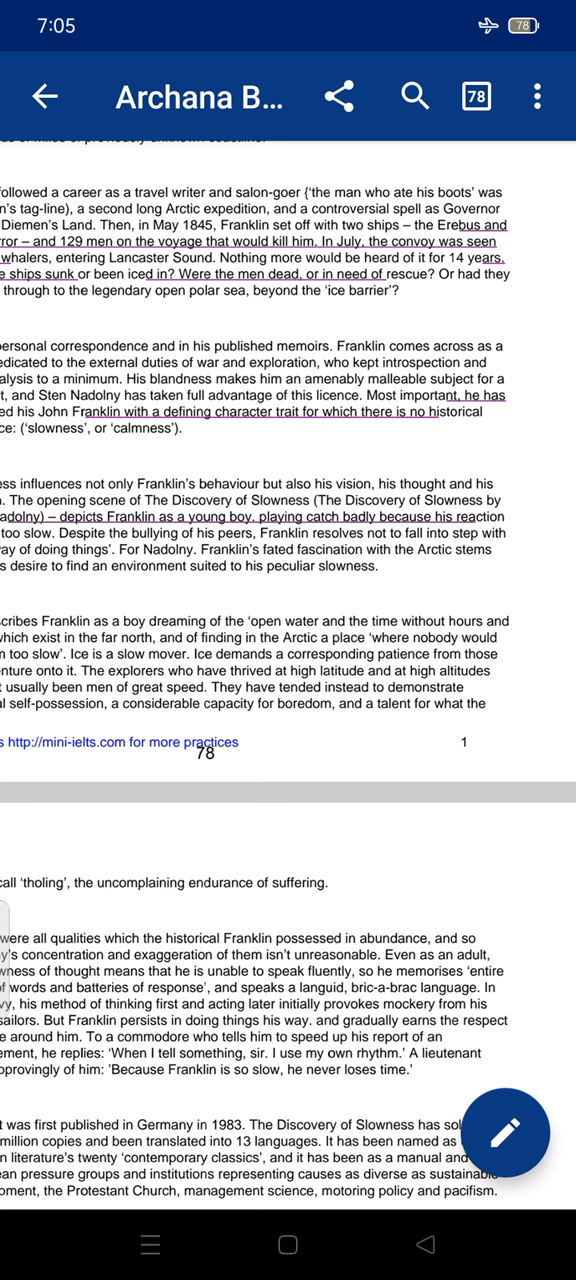 7:05
78
Archana B...
78
followed a career as a travel writer and salon-goer {'the man who ate his boots' was
n's tag-line), a second long Arctic expedition, and a controversial spell as Governor
Diemen's Land. Then, in May 1845, Franklin set off with two ships – the Erebus and
ror – and 129 men on the voyage that would kill him. In July, the convoy was seen
whalers, entering Lancaster Sound. Nothing more would be heard of it for 14 years.
e ships sunk or been iced in? Were the men dead, or in need of rescue? Or had they
through to the legendary open polar sea, beyond the 'ice barrier'?
ersonal correspondence and in his published memoirs. Franklin comes across as a
edicated to the external duties of war and exploration, who kept introspection and
alysis to a minimum. His blandness makes him an amenably malleable subject for a
t, and Sten Nadolny has taken full advantage of this licence. Most important, he has
ed his John Franklin with a defining character trait for which there is no historical
ce: ('slowness', or 'calmness').
ess influences not only Franklin's behaviour but also his vision, his thought and his
. The opening scene of The Discovery of Slowness (The Discovery of Slowness by
adolny) – depicts Franklin as a young boy. playing catch badly because his reaction
too slow. Despite the bullying of his peers, Franklin resolves not to fall into step with
ay of doing things'. For Nadolny. Franklin's fated fascination with the Arctic stems
s desire to find an environment suited to his peculiar slowness.
cribes Franklin as a boy dreaming of the 'open water and the time without hours and
which exist in the far north, and of finding in the Arctic a place 'where nobody would
n too slow'. Ice is a slow mover. Ice demands a corresponding patience from those
nture onto it. The explorers who have thrived at high latitude and at high altitudes
t usually been men of great speed. They have tended instead to demonstrate
al self-possession, a considerable capacity for boredom, and a talent for what the
s http://mini-ielts.com for more practices
1
78
call 'tholing', the uncomplaining endurance of suffering.
were all qualities which the historical Franklin possessed in abundance, and so
y's concentration and exaggeration of them isn't unreasonable. Even as an adult,
wness of thought means that he is unable to speak fluently, so he memorises 'entire
of words and batteries of response', and speaks a languid, bric-a-brac language. In
vy, his method of thinking first and acting later initially provokes mockery from his
sailors. But Franklin persists in doing things his way. and gradually earns the respect
e around him. To a commodore who tells him to speed up his report of an
ement, he replies: 'When I tell something, sir. I use my own rhythm.' A lieutenant
pprovingly of him: 'Because Franklin is so slow, he never loses time.'
t was first published in Germany in 1983. The Discovery of Slowness has sol
million copies and been translated into 13 languages. It has been named as
n literature's twenty 'contemporary classics', and it has been as a manual and
ean pressure groups and institutions representing causes as diverse as sustainable
oment, the Protestant Church, management science, motoring policy and pacifism.